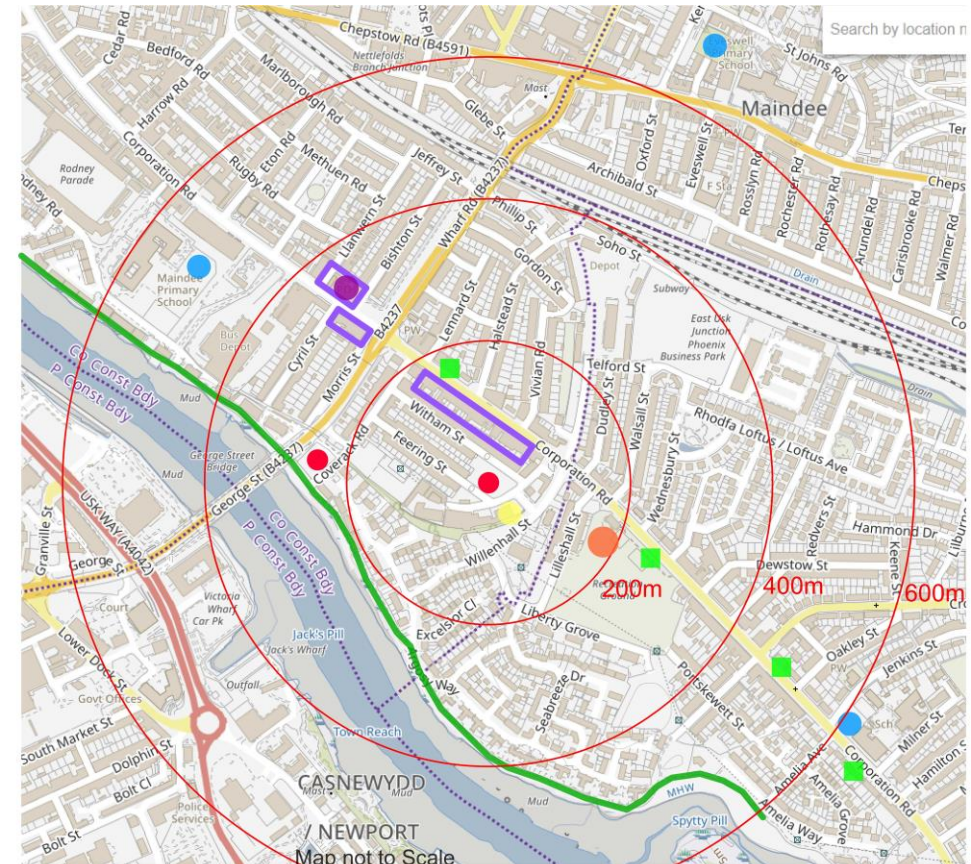 Chepstow Rd (B4591)
Search by location n
Cedar Rd
Bedford Rd
Nettlefolds
Branch Junction
Primary
School
St Johns Rd
Marlborough Rd
Harrow Rd
Mast
Maindee
Corporation Rd
Eton Rd
Glebe St
Oxford St
Eveswell St
PW
Rodney
Parade
Rugby Rd
Methuen Rd
Jeffrey St
Wharf Rd (B4237)
Archibald St
F Sta
Rosslyn Rd
Rochester Rd
Rothesay Rd
Arundel Rd
Carisbrooke Rd
Walmer Rd
Llanwern St
Bishton St
Phillip St
Soho St
Gordon St
Maindee
Primary
School
Depot
Drain
Subway
B4237
PW
Lennard St
Halstead St
East Usk
Junction
Phoenix
Business Park
Bus
Depot
Cyril St
Morris St
Vivian Rd
Telford St
Drain
Co Const Bdy
P Const Bdy
Mud
Witham St
Dudley St
Walsall St
Rhodfa Loftus / Loftus Ave
Feering St
Corporation Rd
Wednesbury St
George Street
Bridge
Coverack Rd
Mud
George St (B4237)
USK WAY (A4042)
Co Const Bdy
P Const Bdy
Willenhall St
Lilleshall St
Redvers St
Hammond Dr
Keene St
Dewstow St
Granville St
George St
200m
400m
600m
Victoria
Wharf
Car Pk
Court
Excelsior Cl
Liberty Grove
Oakley St
Jack's Pill
Jack's Wharf
Jenkins St
PW
Lower Dock St
Argosy Way
Portskewett St
Govt Offices
Outfall
Seabreeze Dr
Sch
Milner St
South Market St
Town Reach
Dolphin St
Amelia Ave
Corporation Rd
Hamilton S
Bolt Cl
CASNEWYDD
Mud
Mud
MHW
Amelia Grove
Amelia Way
Police
Services
Spytty Pill
Bolt St
/ NEWPORT
Map not to Scale